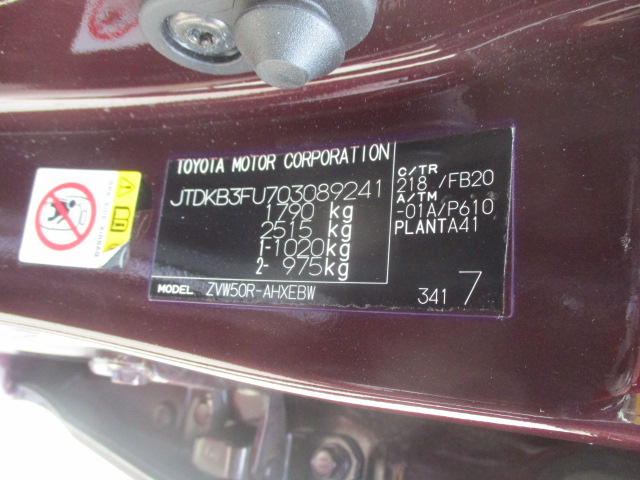 TOYOTA MOTOR CORPORATION
JTDKB3FU703089241
1790 kg
2515 kg
1-1020kg
2- 975kg
MODEL ZVW50R-AHXEBW
C/TR
218 /FB20
A/TM
-01A/P610
PLANTA41
341 7